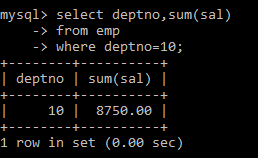 mysql> select deptno,sum(sal)
    -> from emp
    -> where deptno=10;
+--------+----------+
| deptno | sum(sal) |
+--------+----------+
|     10 |  8750.00 |
+--------+----------+
1 row in set (0.00 sec)